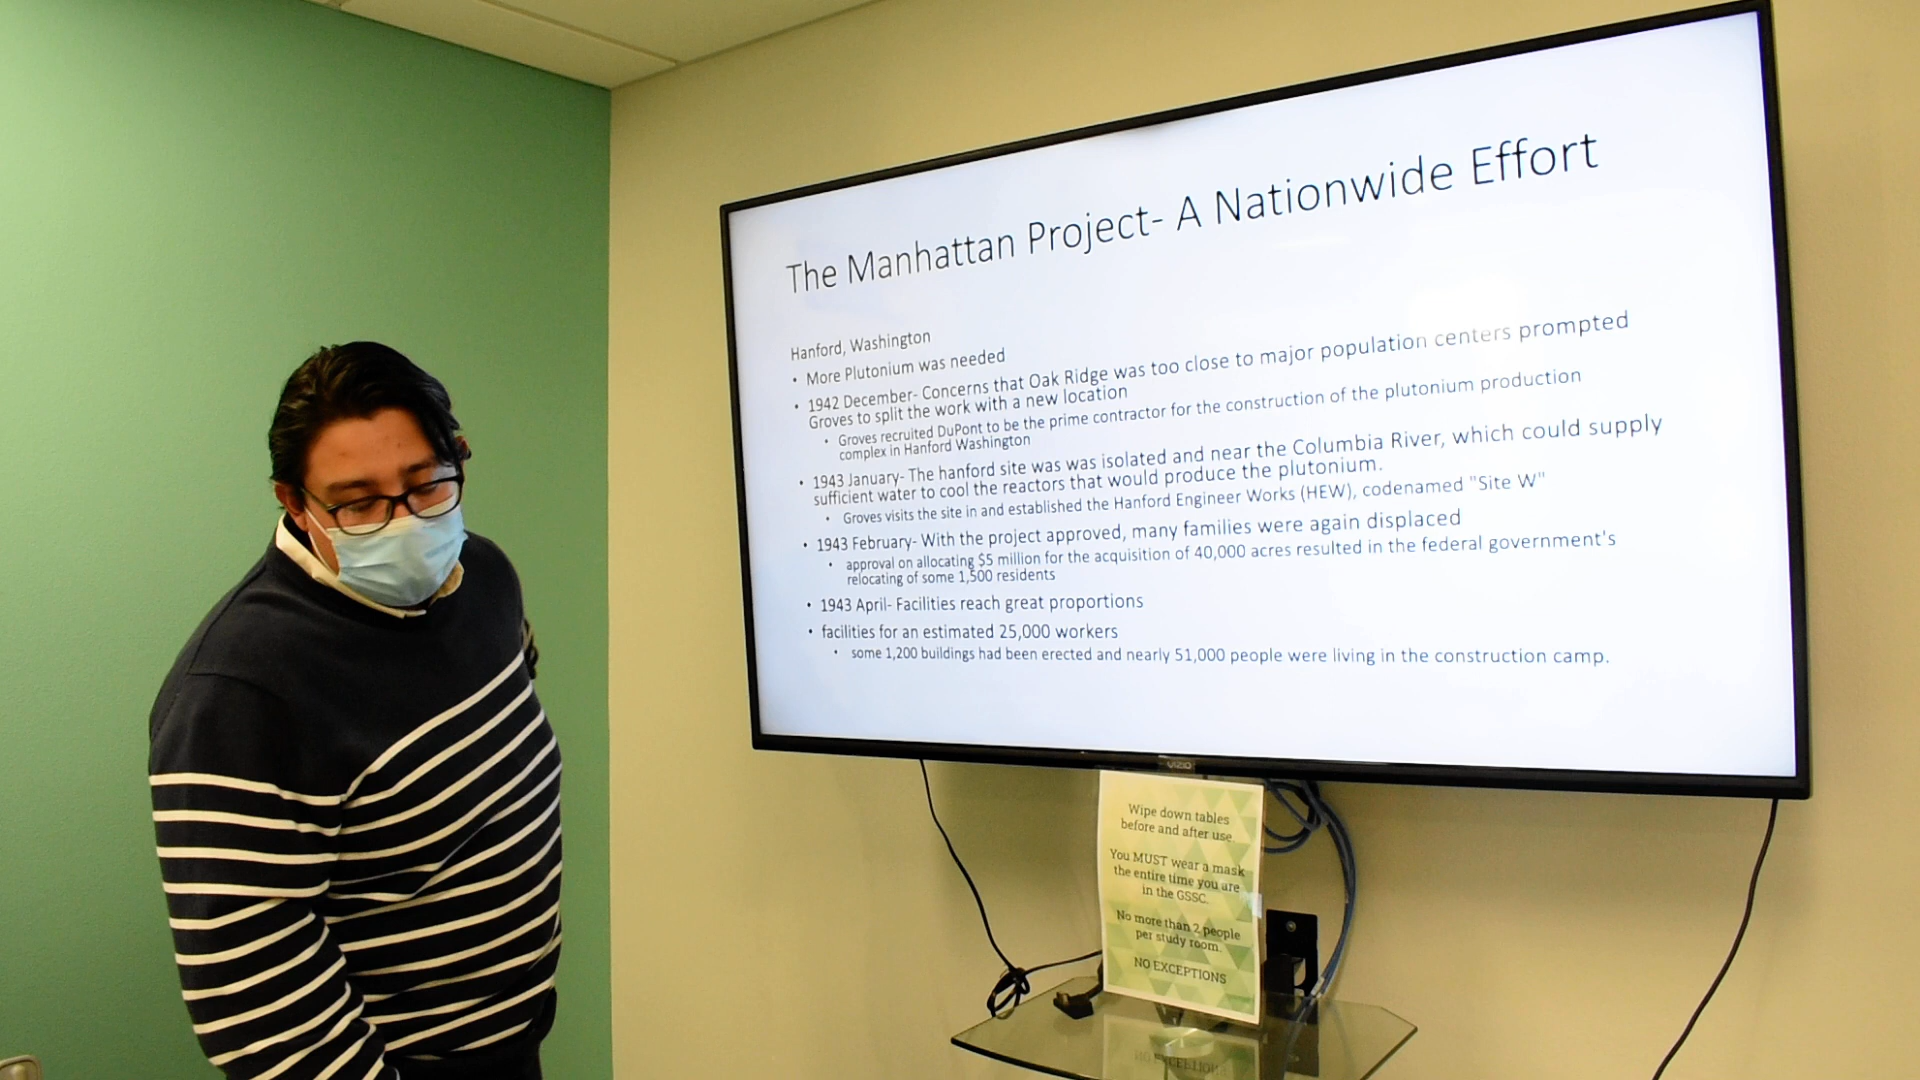 The Manhattan Project- A Nationwide Effort
Hanford, Washington
• More Plutonium was needed
• 1942 December- Concerns that Oak Ridge was too close to major population centers prompted
Groves to split the work with a new location
• Groves recruited DuPont to be the prime contractor for the construction of the plutonium production
complex in Hanford Washington
• 1943 January- The hanford site was was isolated and near the Columbia River, which could supply
sufficient water to cool the reactors that would produce the plutonium.
• Groves visits the site in and established the Hanford Engineer Works (HEW), codenamed "Site W"
• 1943 February- With the project approved, many families were again displaced
• approval on allocating $5 million for the acquisition of 40,000 acres resulted in the federal government's
relocating of some 1,500 residents
• 1943 April- Facilities reach great proportions
• facilities for an estimated 25,000 workers
• some 1,200 buildings had been erected and nearly 51,000 people were living in the construction camp.
VIZIO
Wipe down tables
before and after use.
You MUST wear a mask
the entire time you are
in the GSSC.
No more than 2 people
per study room.
NO EXCEPTIONS